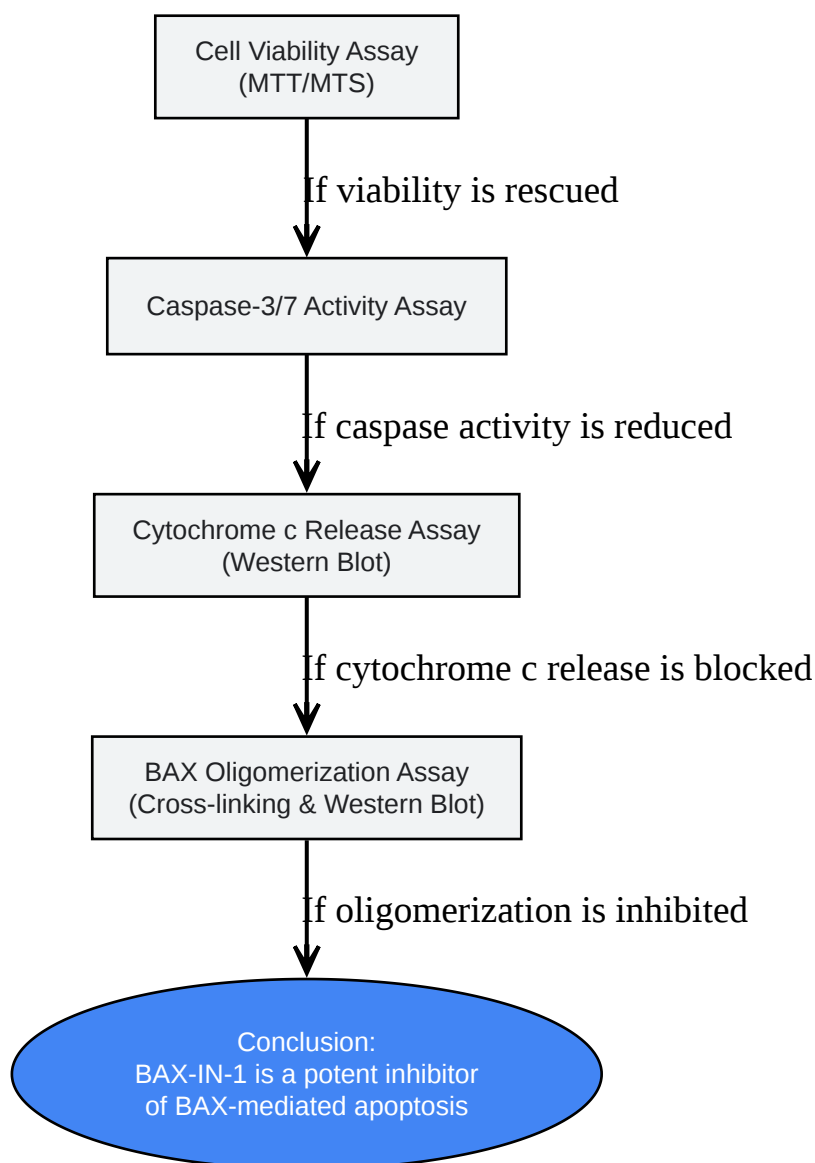 Cell Viability Assay
(MTT/MTS)
If viability is rescued
Caspase-3/7 Activity Assay
If caspase activity is reduced
Cytochrome c Release Assay
(Western Blot)
If cytochrome c release is blocked
BAX Oligomerization Assay
(Cross-linking & Western Blot)
If oligomerization is inhibited
Conclusion:
BAX-IN-1 is a potent inhibitor
of BAX-mediated apoptosis